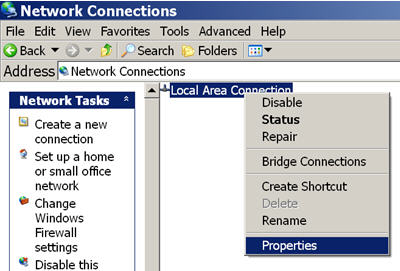 Network Connections
File Edit View Favorites Tools Advanced Help
Back Search Folders
Address Network Connections
Network Tasks
Create a new
connection
Set up a home
or small office
network
Change
Windows
Firewall
settings
Disable this
Local Area Connection
Disable
Status
Repair
Bridge Connections
Create Shortcut
Delete
Rename
Properties